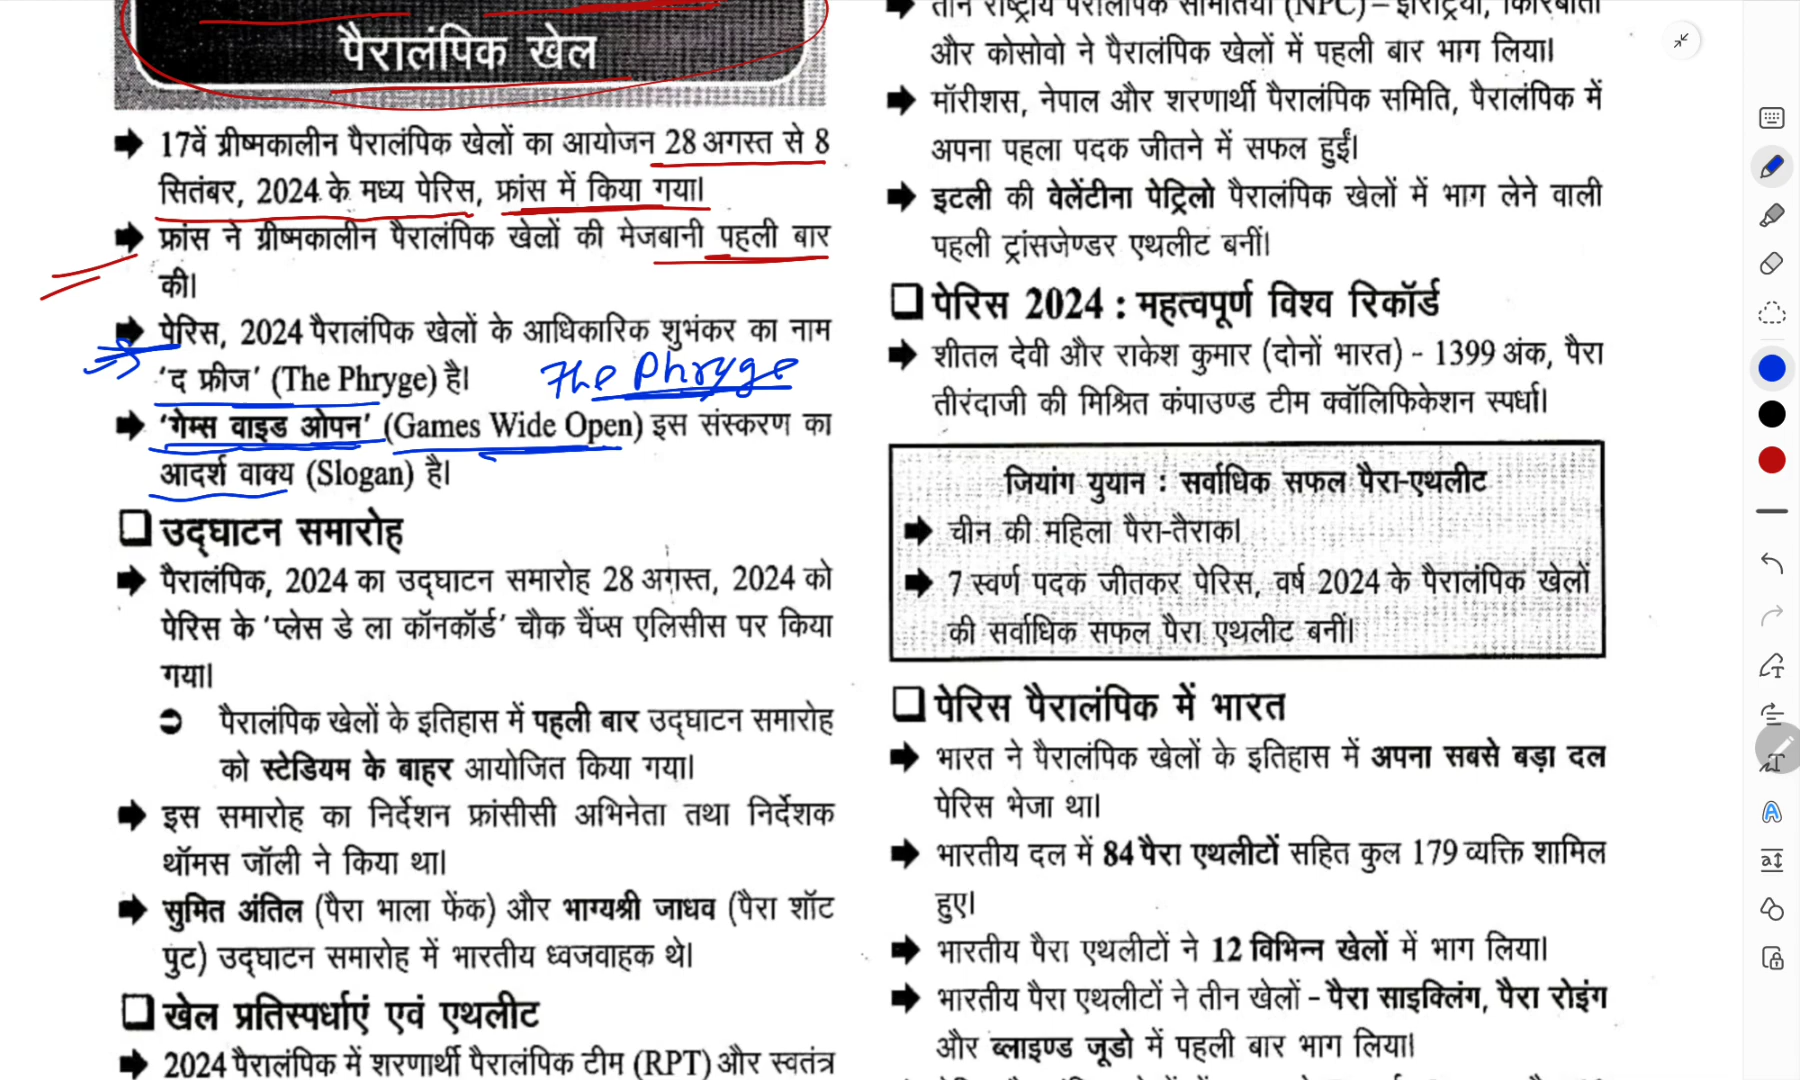 पैरालंपिक खेल
17वें ग्रीष्मकालीन पैरालंपिक खेलों का आयोजन 28 अगस्त से 8
सितंबर, 2024 के मध्य पेरिस, फ्रांस में किया गया।
फ्रांस ने ग्रीष्मकालीन पैरालंपिक खेलों की मेजबानी पहली बार
की।
पेरिस, 2024 पैरालंपिक खेलों के आधिकारिक शुभंकर का नाम
'द फ्रीज' (The Phryge) है।
The Phryge
'गेम्स वाइड ओपन' (Games Wide Open) इस संस्करण का
आदर्श वाक्य (Slogan) है।
उद्घाटन समारोह
पैरालंपिक, 2024 का उद्घाटन समारोह 28 अगस्त, 2024 को
पेरिस के 'प्लेस डे ला कॉनकॉर्ड' चौक चैंप्स एलिसीस पर किया
गया।
पैरालंपिक खेलों के इतिहास में पहली बार उद्घाटन समारोह
को स्टेडियम के बाहर आयोजित किया गया।
इस समारोह का निर्देशन फ्रांसीसी अभिनेता तथा निर्देशक
थॉमस जॉली ने किया था।
सुमित अंतिल (पैरा भाला फेंक) और भाग्यश्री जाधव (पैरा शॉट
पुट) उद्घाटन समारोह में भारतीय ध्वजवाहक थे।
खेल प्रतिस्पर्धाएं एवं एथलीट
2024 पैरालंपिक में शरणार्थी पैरालंपिक टीम (RPT) और स्वतंत्र
तीन राष्ट्रीय पैरालंपिक समितियों (NPC) – इरिट्रिया, किरिबाती
और कोसोवो ने पैरालंपिक खेलों में पहली बार भाग लिया।
मॉरीशस, नेपाल और शरणार्थी पैरालंपिक समिति, पैरालंपिक में
अपना पहला पदक जीतने में सफल हुईं।
इटली की वेलेंटीना पेट्रिलो पैरालंपिक खेलों में भाग लेने वाली
पहली ट्रांसजेण्डर एथलीट बनीं।
पेरिस 2024 : महत्वपूर्ण विश्व रिकॉर्ड
शीतल देवी और राकेश कुमार (दोनों भारत) - 1399 अंक, पैरा
तीरंदाजी की मिश्रित कंपाउण्ड टीम क्वॉलिफिकेशन स्पर्धा।
जियांग युयान : सर्वाधिक सफल पैरा-एथलीट
चीन की महिला पैरा-तैराक।
7 स्वर्ण पदक जीतकर पेरिस, वर्ष 2024 के पैरालंपिक खेलों
की सर्वाधिक सफल पैरा एथलीट बनीं।
पेरिस पैरालंपिक में भारत
भारत ने पैरालंपिक खेलों के इतिहास में अपना सबसे बड़ा दल
पेरिस भेजा था।
भारतीय दल में 84 पैरा एथलीटों सहित कुल 179 व्यक्ति शामिल
हुए।
भारतीय पैरा एथलीटों ने 12 विभिन्न खेलों में भाग लिया।
भारतीय पैरा एथलीटों ने तीन खेलों - पैरा साइक्लिंग, पैरा रोइंग
और ब्लाइण्ड जूडो में पहली बार भाग लिया।